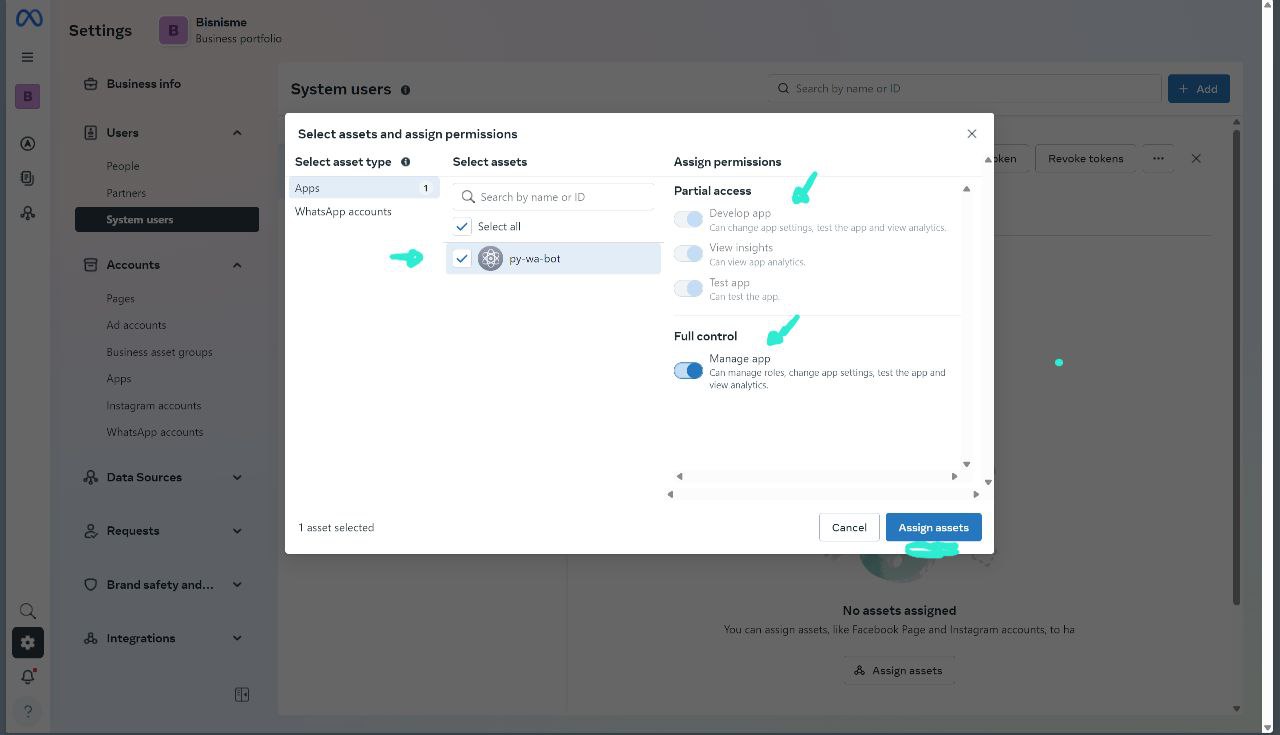 Settings
B
Bisnisme
Business portfolio
B
Business info
Users
People
Partners
System users
Accounts
Pages
Ad accounts
Business asset groups
Apps
Instagram accounts
WhatsApp accounts
Data Sources
Requests
Brand safety and...
Integrations
System users
Search by name or ID
+ Add
oken
Revoke tokens
...
Select assets and assign permissions
Select asset type
Apps
1
WhatsApp accounts
Select assets
Search by name or ID
Select all
py-wa-bot
Assign permissions
Partial access
Develop app
Can change app settings, test the app and view analytics.
View insights
Can view app analytics.
Test app
Can test the app.
Full control
Manage app
Can manage roles, change app settings, test the app and
view analytics.
1 asset selected
Cancel
Assign assets
No assets assigned
You can assign assets, like Facebook Page and Instagram accounts, to ha
Assign assets